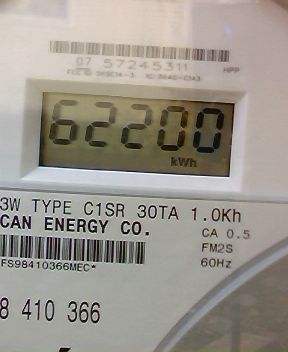 07 57245311
HPP
62200
kWh
3W TYPE C1SR 30TA 1.0Kh
CAN ENERGY CO.
CA 0.5
FM2S
FS98410366MEC*
60Hz
8 410 366